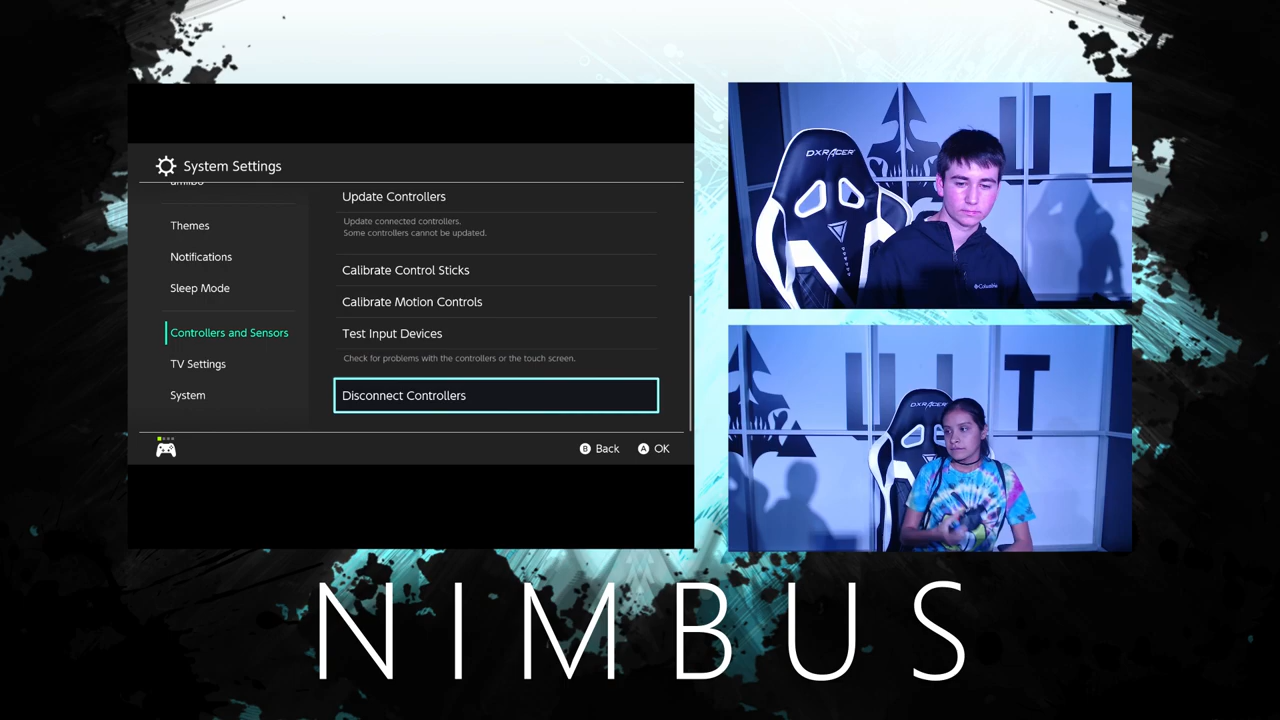 System Settings
amiibo
Themes
Notifications
Sleep Mode
Controllers and Sensors
TV Settings
System
Update Controllers
Update connected controllers.
Some controllers cannot be updated.
Calibrate Control Sticks
Calibrate Motion Controls
Test Input Devices
Check for problems with the controllers or the touch screen.
Disconnect Controllers
B Back
A OK
DXRACER
Columbia
DXRACER
NIMBUS